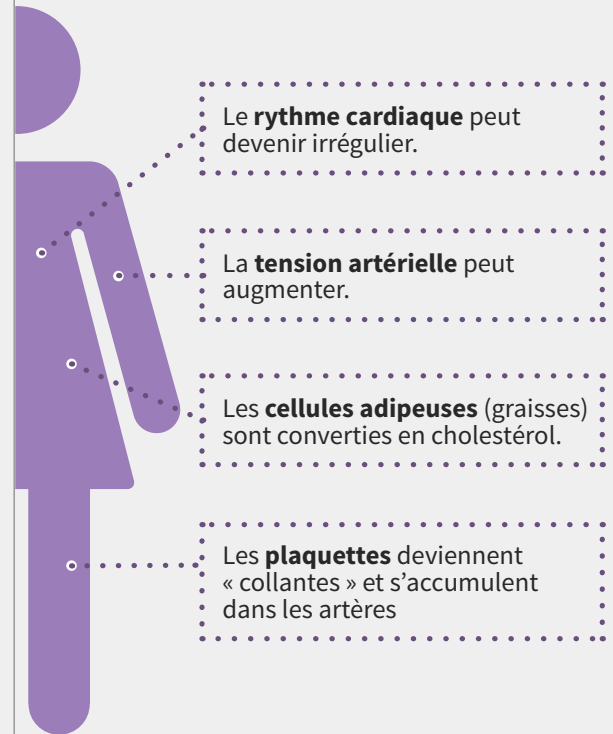 Le rythme cardiaque peut
devenir irrégulier.
La tension artérielle peut
augmenter.
Les cellules adipeuses (graisses)
sont converties en cholestérol.
Les plaquettes deviennent
« collantes » et s’accumulent
dans les artères